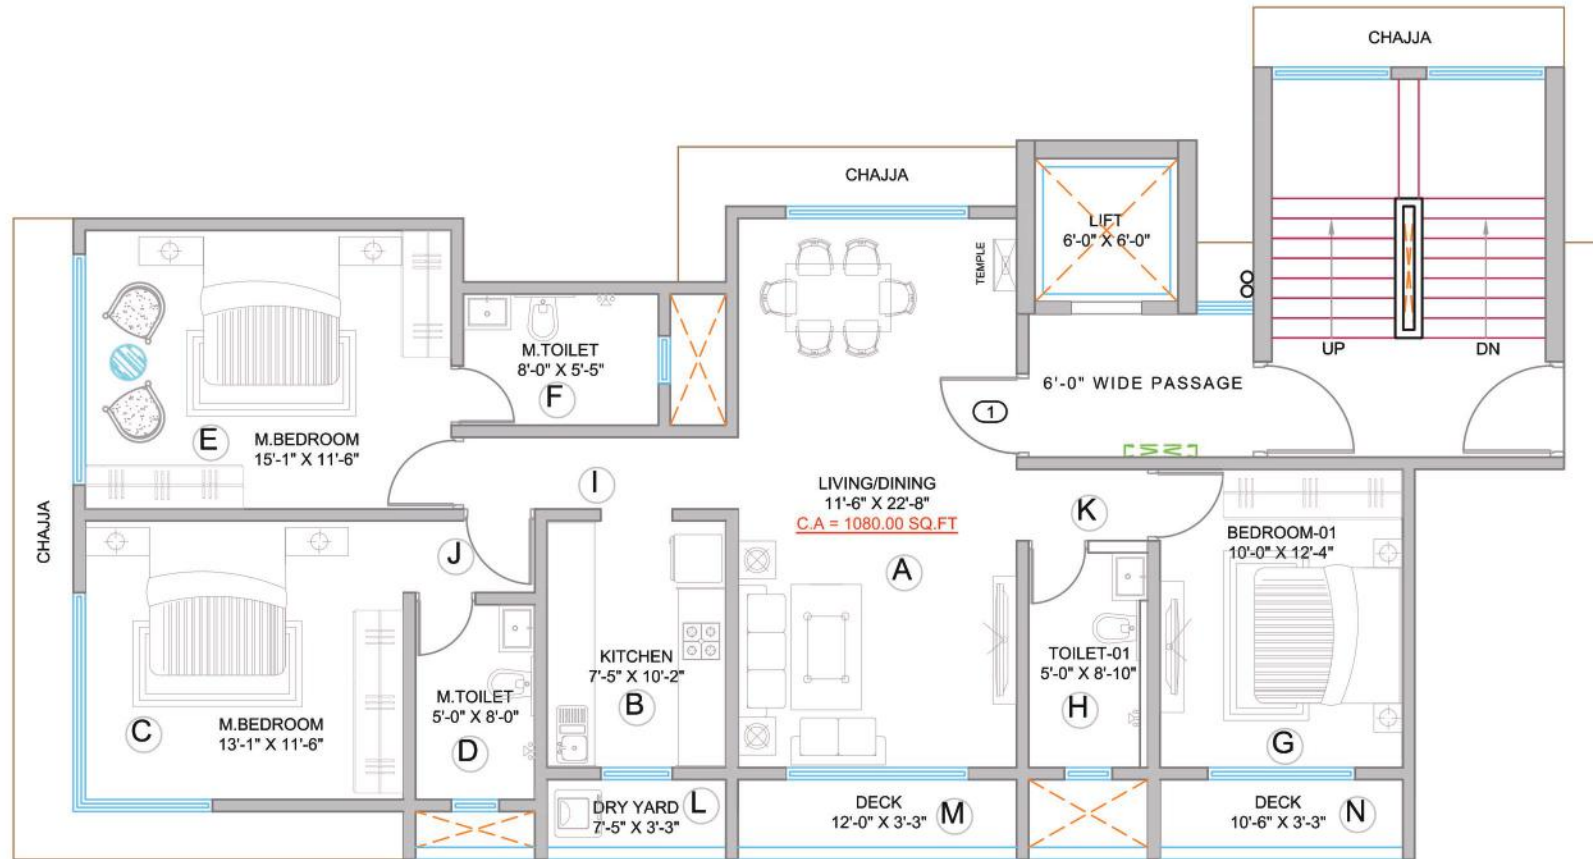 CHAJJA
CHAJJA
LIFT
6'-0" X 6'-0"
TEMPLE
UP
DN
M.TOILET
8'-0" X 5'-5"
F
6'-0" WIDE PASSAGE
1
E
M.BEDROOM
15'-1" X 11'-6"
I
LIVING/DINING
11'-6" X 22'-8"
C.A = 1080.00 SQ.FT
A
K
BEDROOM-01
10'-0" X 12'-4"
CHAJJA
J
KITCHEN
7'-5" X 10'-2"
B
TOILET-01
5'-0" X 8'-10"
H
M.TOILET
5'-0" X 8'-0"
D
C
M.BEDROOM
13'-1" X 11'-6"
G
DRY YARD
7'-5" X 3'-3"
L
DECK
12'-0" X 3'-3"
M
DECK
10'-6" X 3'-3"
N